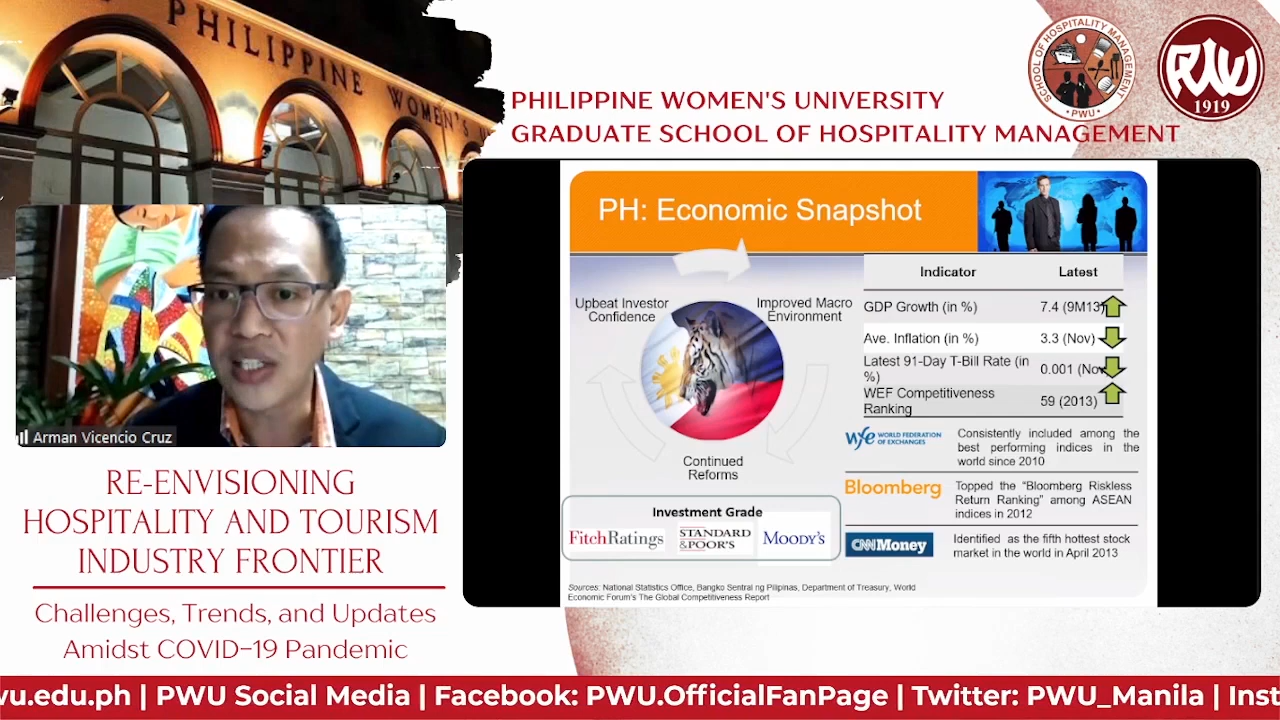 PHILIPPINE WOMEN'S U
SCHOOL OF HOSPITALITY MANAGEMENT
PWU
PWU
1919
PHILIPPINE WOMEN'S UNIVERSITY
GRADUATE SCHOOL OF HOSPITALITY MANAGEMENT
Arman Vicencio Cruz
RE-ENVISIONING
HOSPITALITY AND TOURISM
INDUSTRY FRONTIER
Challenges, Trends, and Updates
Amidst COVID-19 Pandemic
PH: Economic Snapshot
Upbeat Investor
Confidence
Improved Macro
Environment
Continued
Reforms
Investment Grade
FitchRatings
STANDARD
&POOR'S
MOODY'S
Indicator Latest
GDP Growth (in %) 7.4 (9M13)
Ave. Inflation (in %) 3.3 (Nov)
Latest 91-Day T-Bill Rate (in
%) 0.001 (Nov
WEF Competitiveness
Ranking 59 (2013)
wfe WORLD FEDERATION
OF EXCHANGES
Consistently included among the
best performing indices in the
world since 2010
Bloomberg
Topped the “Bloomberg Riskless
Return Ranking” among ASEAN
indices in 2012
CNNMoney
Identified as the fifth hottest stock
market in the world in April 2013
Sources: National Statistics Office, Bangko Sentral ng Pilipinas, Department of Treasury, World
Economic Forum's The Global Competitiveness Report
wu.edu.ph | PWU Social Media | Facebook: PWU.OfficialFanPage | Twitter: PWU_Manila | Inst